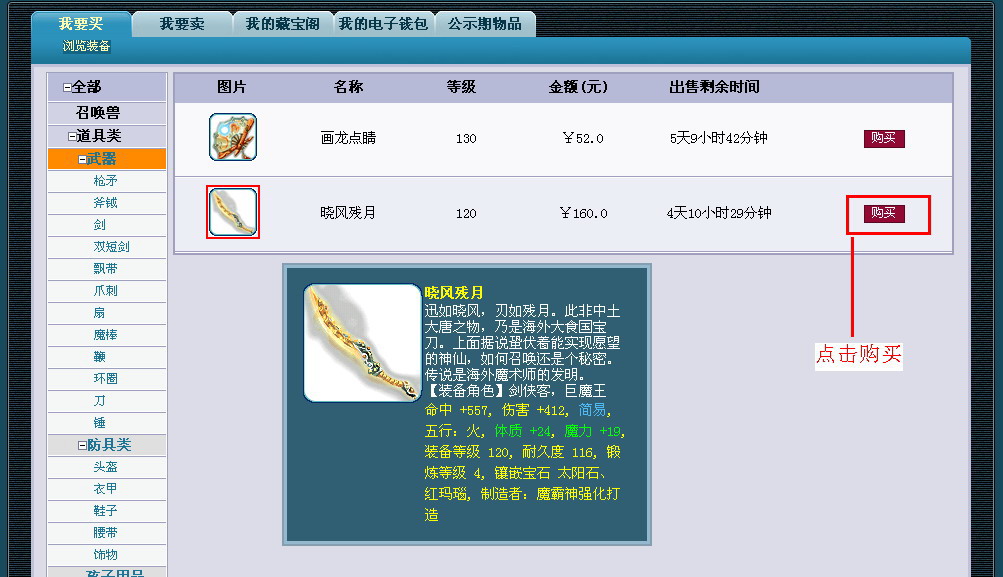 我要买 我要卖 我的藏宝阁 我的电子钱包 公示期物品
浏览装备
全部
召唤兽
道具类
武器
枪矛
斧钺
剑
双短剑
飘带
爪刺
扇
魔棒
鞭
环圈
刀
锤
防具类
头盔
衣甲
鞋子
腰带
饰物
孩子用品
图片 名称 等级 金额(元) 出售剩余时间
画龙点睛 130 ￥52.0 5天9小时42分钟 购买
晓风残月 120 ￥160.0 4天10小时29分钟 购买
晓风残月
迅如晓风，刃如残月。此非中土
大唐之物，乃是海外大食国宝
刀。上面据说蛰伏着能实现愿望
的神仙，如何召唤还是个秘密。
传说是海外魔术师的发明。
【装备角色】剑侠客，巨魔王
命中 +557, 伤害 +412, 简易,
五行：火, 体质 +24, 魔力 +19,
装备等级 120, 耐久度 116, 锻
炼等级 4, 镶嵌宝石 太阳石、
红玛瑙, 制造者：魔霸神强化打
造
点击购买